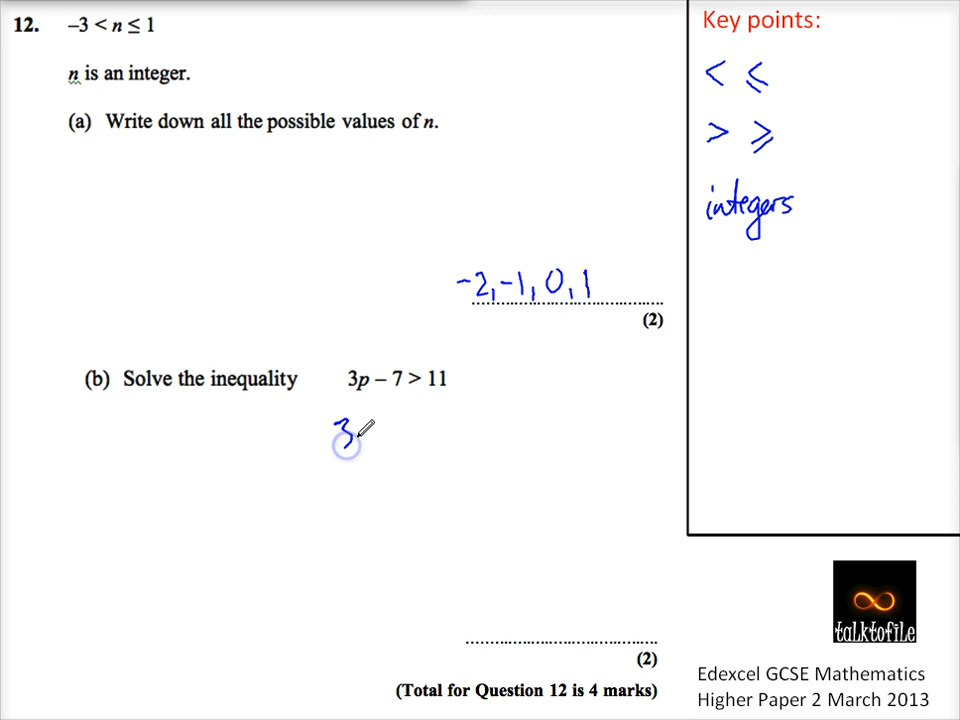 12. –3 < n ≤ 1
n is an integer.
(a) Write down all the possible values of n.
-2, -1, 0, 1
(2)
(b) Solve the inequality 3p – 7 > 11
3
(2)
(Total for Question 12 is 4 marks)
Key points:
< ≤
> ≥
integers
talktofile
Edexcel GCSE Mathematics
Higher Paper 2 March 2013